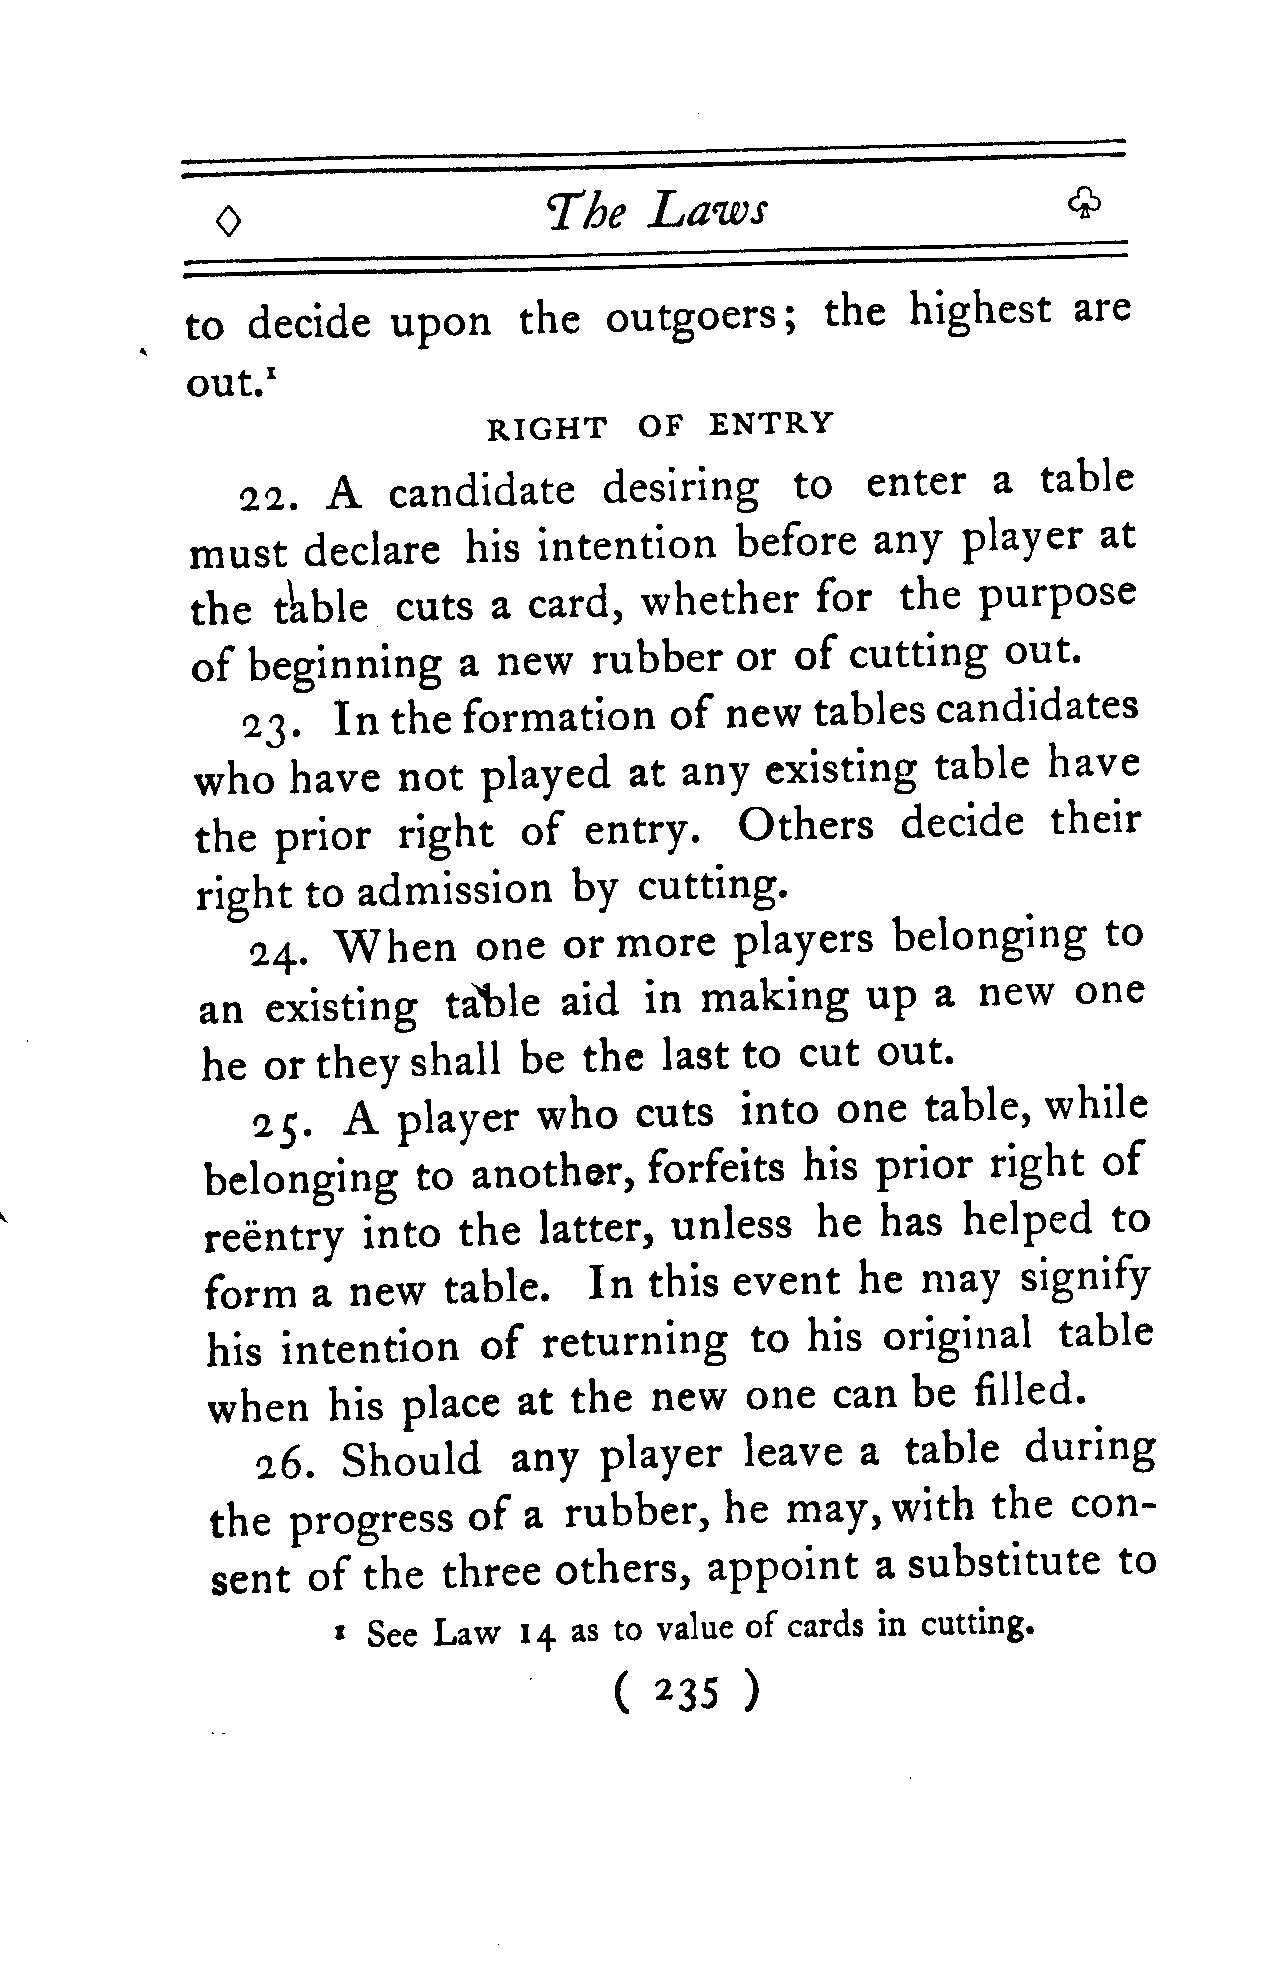 ◊ The Laws ♧
to decide upon the outgoers; the highest are
out.¹
RIGHT OF ENTRY
22. A candidate desiring to enter a table
must declare his intention before any player at
the table cuts a card, whether for the purpose
of beginning a new rubber or of cutting out.
23. In the formation of new tables candidates
who have not played at any existing table have
the prior right of entry. Others decide their
right to admission by cutting.
24. When one or more players belonging to
an existing table aid in making up a new one
he or they shall be the last to cut out.
25. A player who cuts into one table, while
belonging to another, forfeits his prior right of
reëntry into the latter, unless he has helped to
form a new table. In this event he may signify
his intention of returning to his original table
when his place at the new one can be filled.
26. Should any player leave a table during
the progress of a rubber, he may, with the con-
sent of the three others, appoint a substitute to
¹ See Law 14 as to value of cards in cutting.
( 235 )